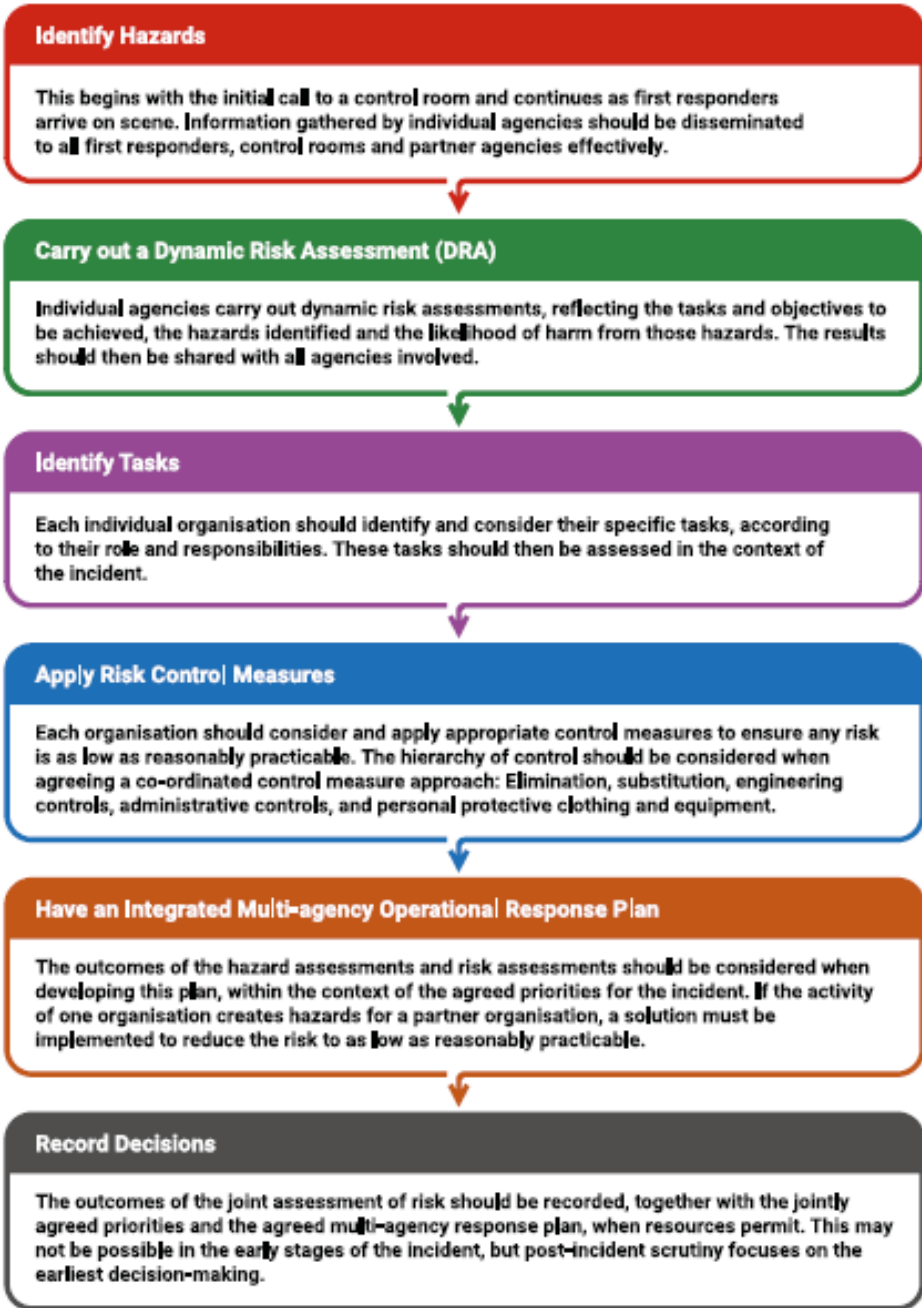 Identify Hazards
This begins with the initial call to a control room and continues as first responders
arrive on scene. Information gathered by individual agencies should be disseminated
to all first responders, control rooms and partner agencies effectively.
Carry out a Dynamic Risk Assessment (DRA)
Individual agencies carry out dynamic risk assessments, reflecting the tasks and objectives to
be achieved, the hazards identified and the likelihood of harm from those hazards. The results
should then be shared with all agencies involved.
Identify Tasks
Each individual organisation should identify and consider their specific tasks, according
to their role and responsibilities. These tasks should then be assessed in the context of
the incident.
Apply Risk Control Measures
Each organisation should consider and apply appropriate control measures to ensure any risk
is as low as reasonably practicable. The hierarchy of control should be considered when
agreeing a co-ordinated control measure approach: Elimination, substitution, engineering
controls, administrative controls, and personal protective clothing and equipment.
Have an Integrated Multi-agency Operational Response Plan
The outcomes of the hazard assessments and risk assessments should be considered when
developing this plan, within the context of the agreed priorities for the incident. If the activity
of one organisation creates hazards for a partner organisation, a solution must be
implemented to reduce the risk to as low as reasonably practicable.
Record Decisions
The outcomes of the joint assessment of risk should be recorded, together with the jointly
agreed priorities and the agreed multi-agency response plan, when resources permit. This may
not be possible in the early stages of the incident, but post-incident scrutiny focuses on the
earliest decision-making.